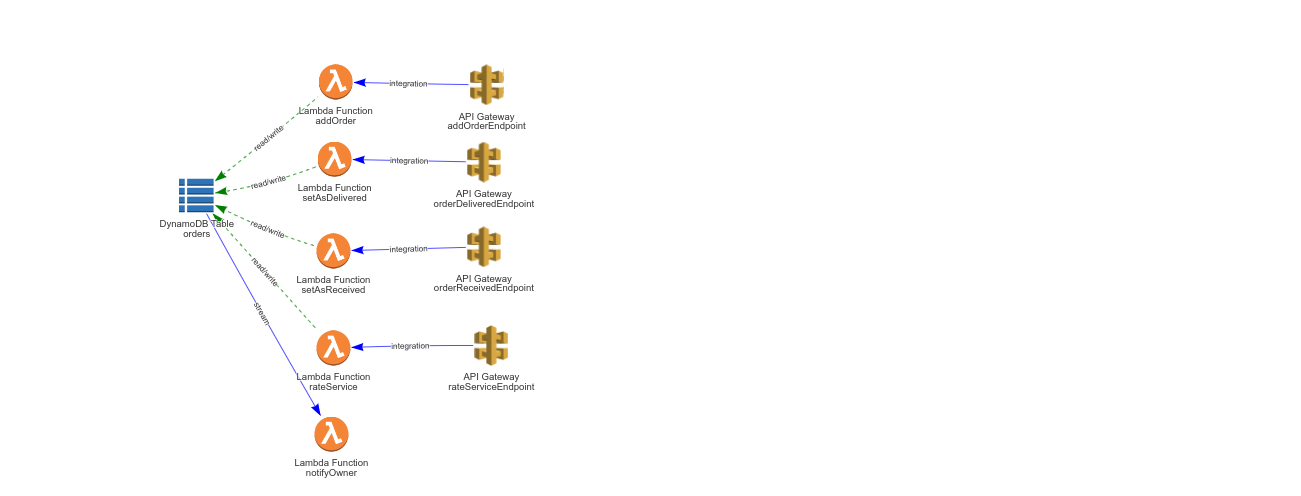 integration
Lambda Function
addOrder
API Gateway
addOrderEndpoint
read/write
integration
Lambda Function
setAsDelivered
API Gateway
orderDeliveredEndpoint
read/write
DynamoDB Table
orders
read/write
integration
Lambda Function
setAsReceived
API Gateway
orderReceivedEndpoint
read/write
stream
integration
Lambda Function
rateService
API Gateway
rateServiceEndpoint
Lambda Function
notifyOwner